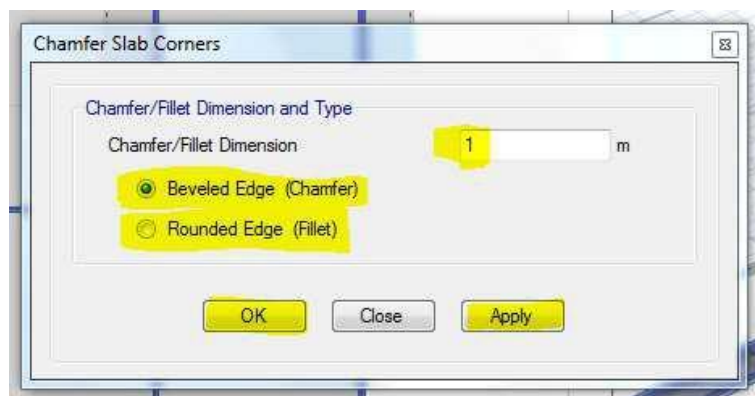 Chamfer Slab Corners
Chamfer/Fillet Dimension and Type
Chamfer/Fillet Dimension 1 m
Beveled Edge (Chamfer)
Rounded Edge (Fillet)
OK Close Apply